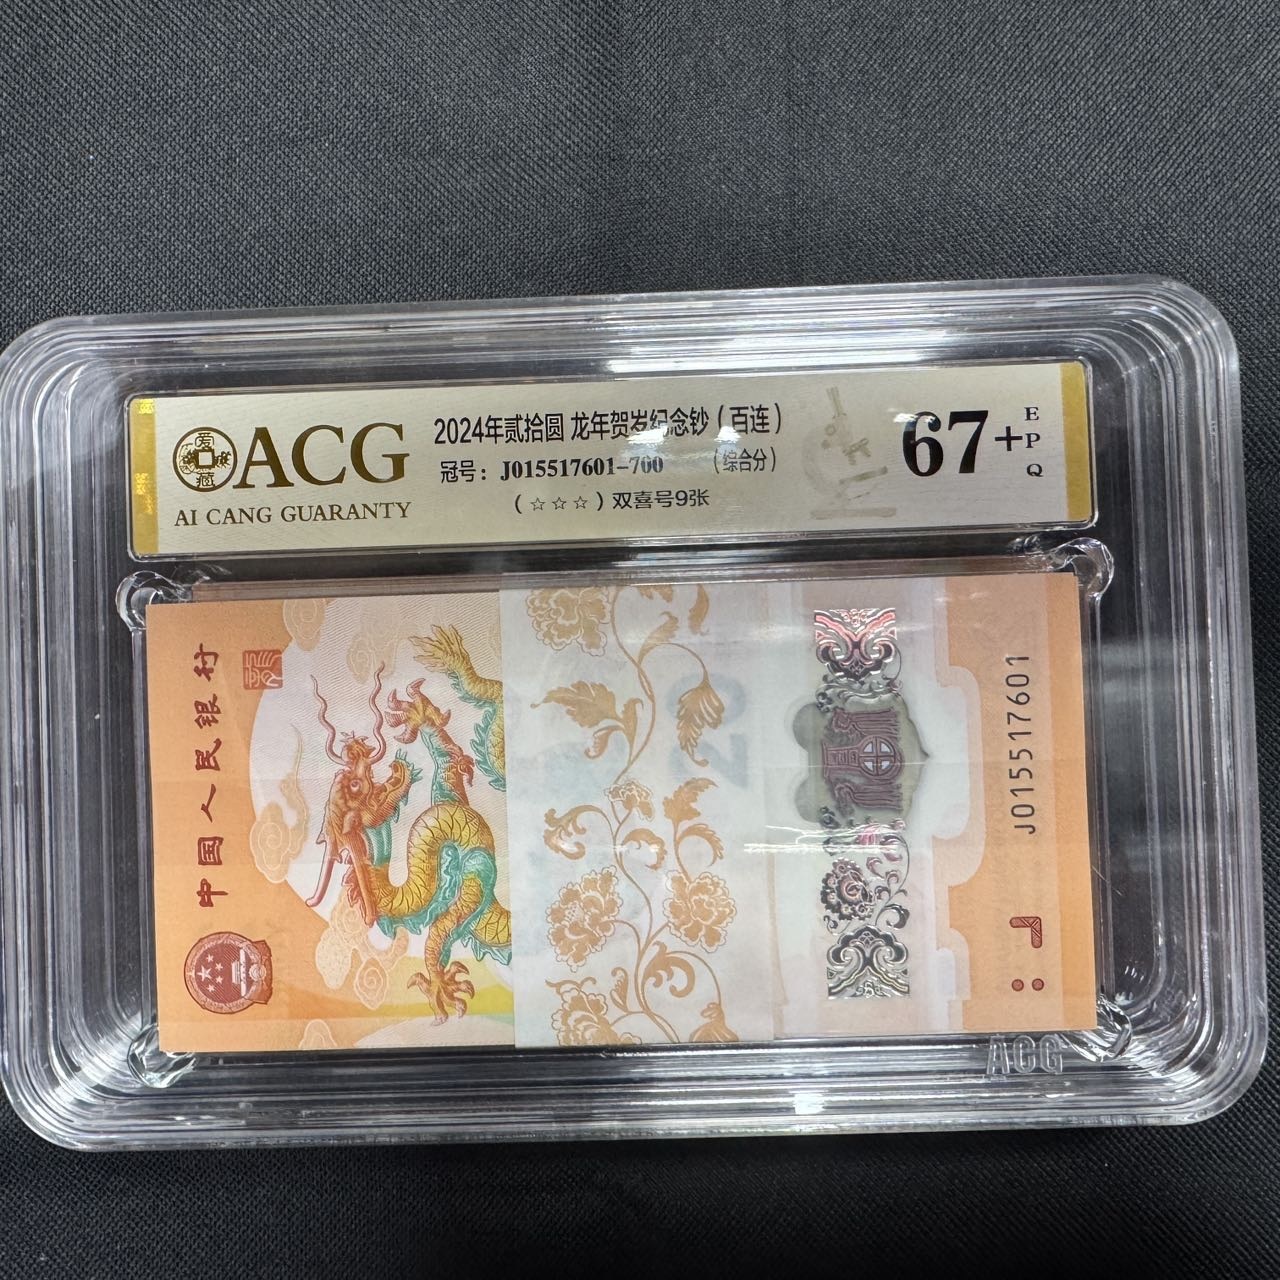 ACG
AI CANG GUARANTY
2024年贰拾圆 龙年贺岁纪念钞（百连）
冠号：J015517601-700 （综合分）
（☆☆☆）双喜号9张
67+
EPQ
中国人民银行
J015517601
ACG